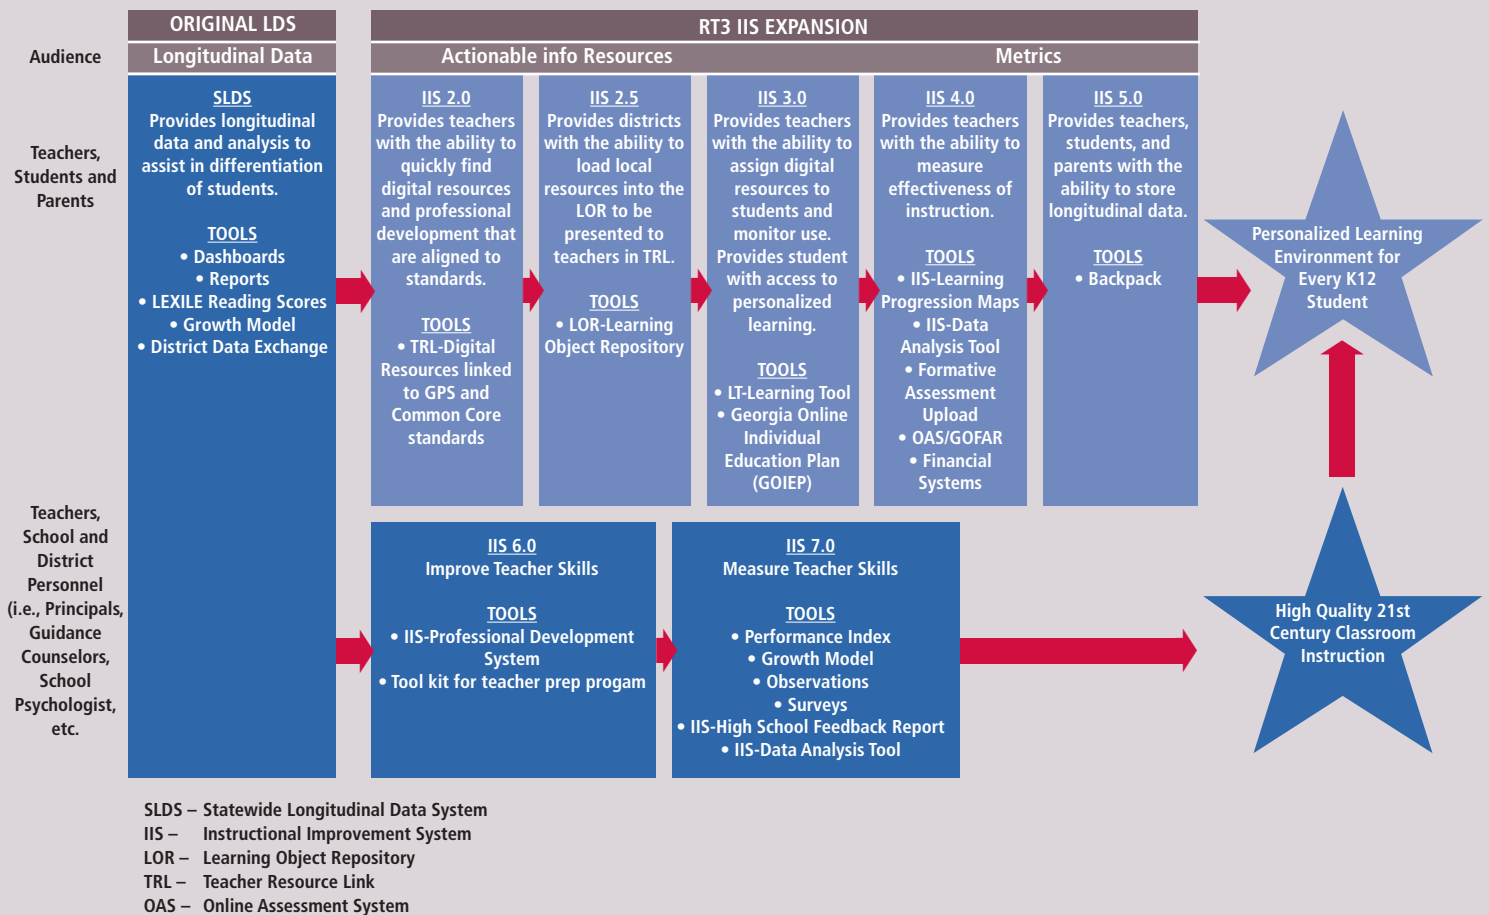 ORIGINAL LDS
RT3 IIS EXPANSION
Audience
Longitudinal Data
Actionable info Resources
Metrics
Teachers,
Students and
Parents
SLDS
Provides longitudinal
data and analysis to
assist in differentiation
of students.
TOOLS
• Dashboards
• Reports
• LEXILE Reading Scores
• Growth Model
• District Data Exchange
IIS 2.0
Provides teachers
with the ability to
quickly find
digital resources
and professional
development that
are aligned to
standards.
TOOLS
• TRL-Digital
Resources linked
to GPS and
Common Core
standards
IIS 2.5
Provides districts
with the ability to
load local
resources into the
LOR to be
presented to
teachers in TRL.
TOOLS
• LOR-Learning
Object Repository
IIS 3.0
Provides teachers
with the ability to
assign digital
resources to
students and
monitor use.
Provides student
with access to
personalized
learning.
TOOLS
• LT-Learning Tool
• Georgia Online
Individual
Education Plan
(GOIEP)
IIS 4.0
Provides teachers
with the ability to
measure
effectiveness of
instruction.
TOOLS
• IIS-Learning
Progression Maps
• IIS-Data
Analysis Tool
• Formative
Assessment
Upload
• OAS/GOFAR
• Financial
Systems
IIS 5.0
Provides teachers,
students, and
parents with the
ability to store
longitudinal data.
TOOLS
• Backpack
Personalized Learning
Environment for
Every K12
Student
Teachers,
School and
District
Personnel
(i.e., Principals,
Guidance
Counselors,
School
Psychologist,
etc.
IIS 6.0
Improve Teacher Skills
TOOLS
• IIS-Professional Development
System
• Tool kit for teacher prep progam
IIS 7.0
Measure Teacher Skills
TOOLS
• Performance Index
• Growth Model
• Observations
• Surveys
• IIS-High School Feedback Report
• IIS-Data Analysis Tool
High Quality 21st
Century Classroom
Instruction
SLDS – Statewide Longitudinal Data System
IIS – Instructional Improvement System
LOR – Learning Object Repository
TRL – Teacher Resource Link
OAS – Online Assessment System